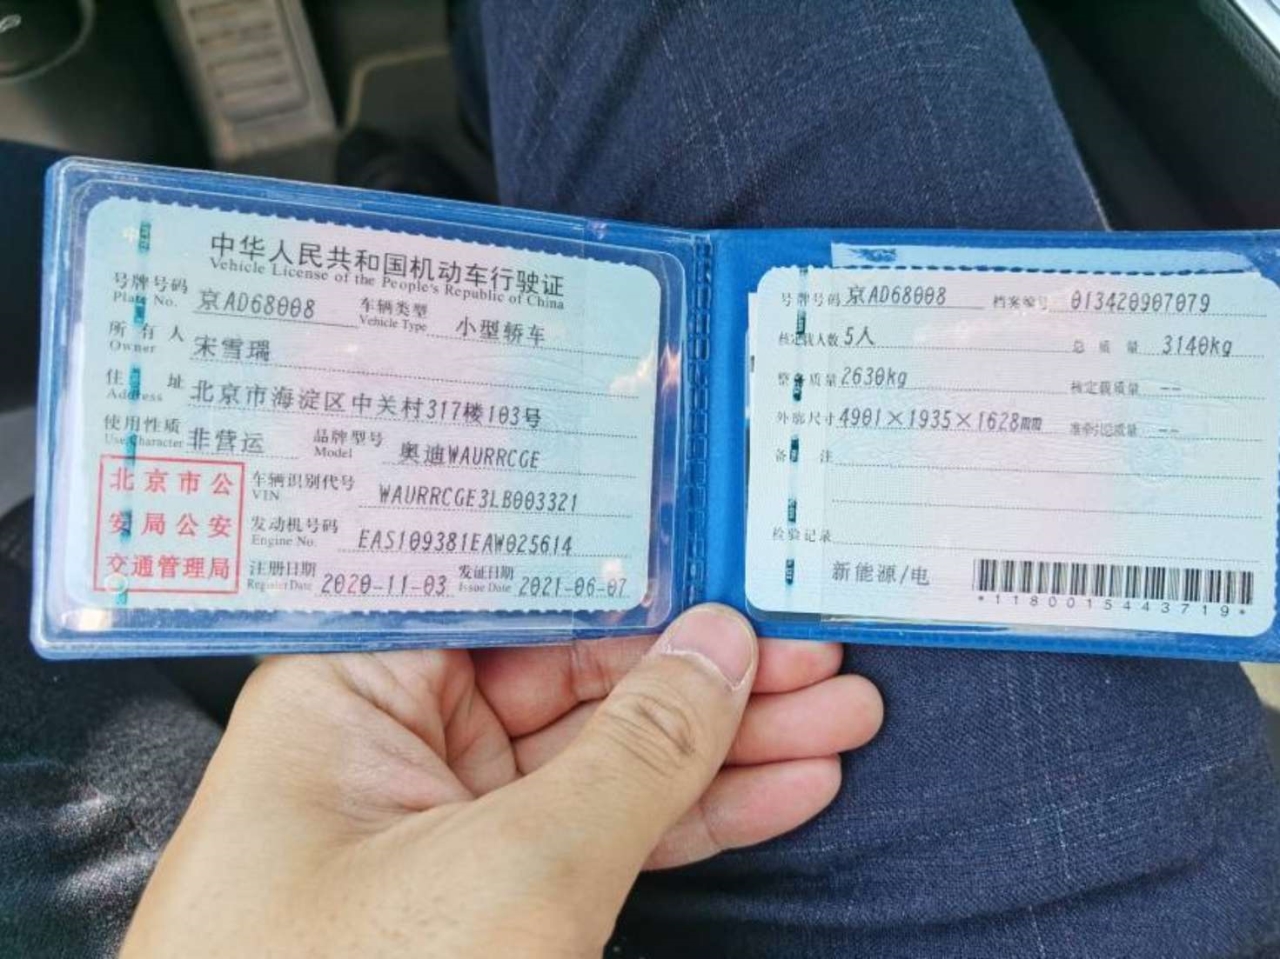 中华人民共和国机动车行驶证
Vehicle License of the People's Republic of China
号牌号码 京AD68008 车辆类型 小型轿车
Plate No. Vehicle Type
所有人 宋雪瑞
Owner
住址 北京市海淀区中关村317楼103号
Address
使用性质 非营运 品牌型号 奥迪WAURRCGE
Use Character Model
北京市公安局公安交通管理局
车辆识别代号 WAURRCGE3LB003321
VIN
发动机号码 EAS109381EAW025614
Engine No.
注册日期 2020-11-03 发证日期 2021-06-07
Register Date Issue Date
号牌号码 京AD68008 档案编号 013420907079
核定载人数 5人 总质量 3140kg
整备质量 2630kg 核定载质量 --
外廓尺寸 4901×1935×1628mm 准牵引总质量 --
备注
检验记录
新能源/电
*1180015443719*